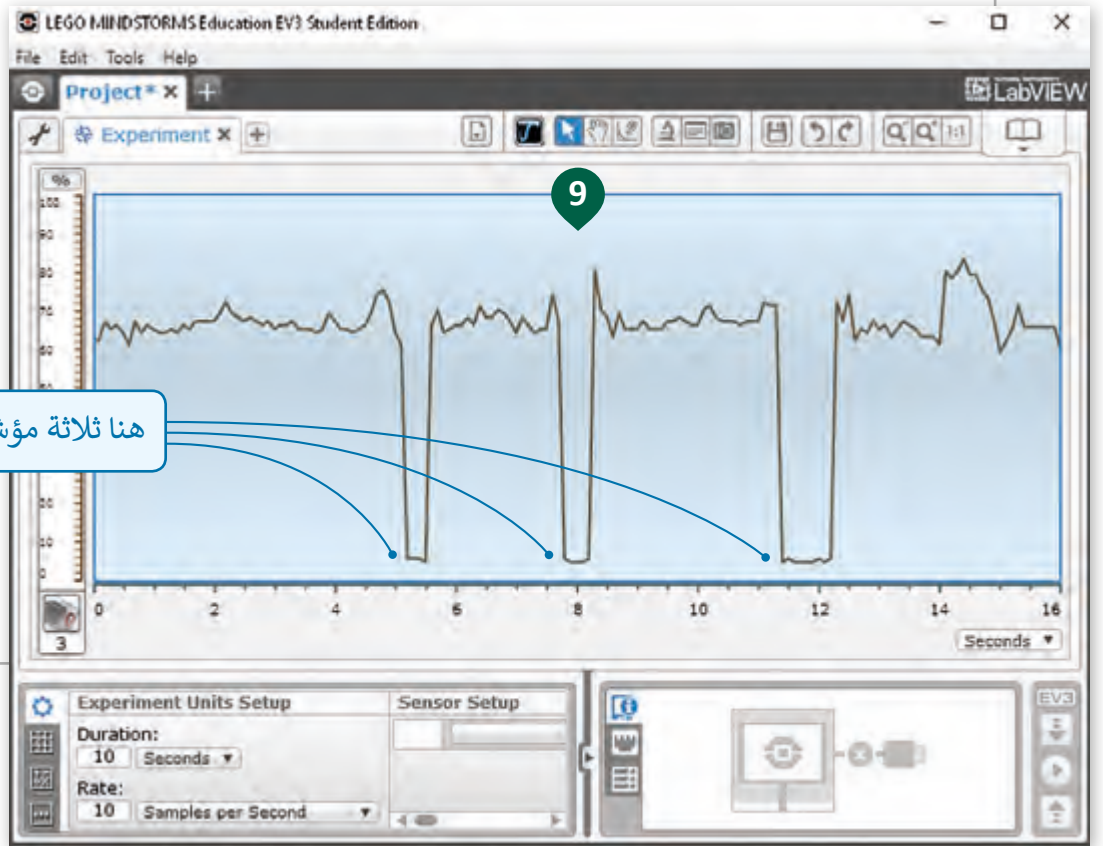 LEGO MINDSTORMS Education EV3 Student Edition
File Edit Tools Help
Project*
LabVIEW
Experiment
1:1
9
%
100
90
80
70
60
هنا ثلاثة
20
10
0
0 2 4 6 8 10 12 14 16
3
Seconds
Experiment Units Setup
Sensor Setup
Duration:
10 Seconds
Rate:
10 Samples per Second
EV3